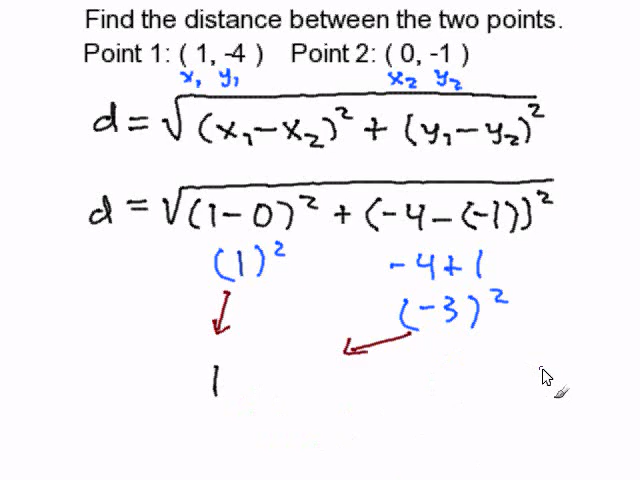 Find the distance between the two points.
Point 1: ( 1, -4 ) Point 2: ( 0, -1 )
x₁ y₁ x₂ y₂
d = √(x₁-x₂)² + (y₁-y₂)²
d = √(1-0)² + (-4-(-1))²
(1)² -4+1
(-3)²
1